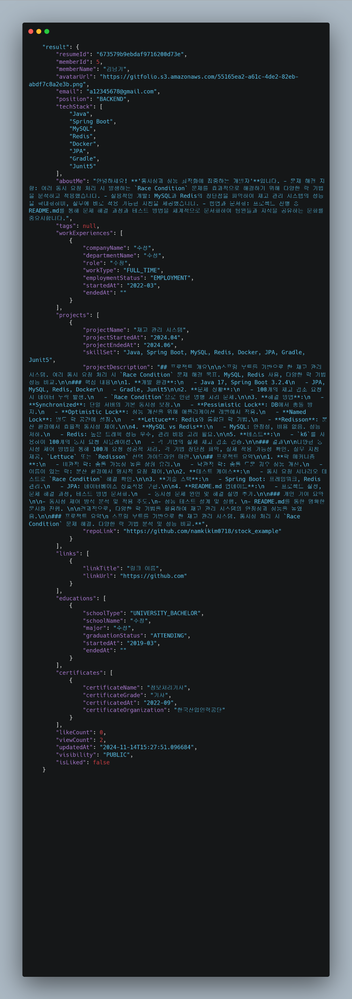 "result": {
"resumeId": "673579b9ebdaf9716200d73e",
"memberId": 5,
"memberName": "김남기",
"avatarUrl": "https://gitfolio.s3.amazonaws.com/55165ea2-a61c-4de2-82eb-
abdf7c8a2e3b.png",
"email": "a12345678@gmail.com",
"position": "BACKEND",
"techStack": [
"Java",
"Spring Boot",
"MySQL",
"Redis",
"Docker",
"JPA",
"Gradle",
"Junit5"
],
"aboutMe": "안녕하세요! **'동시성과 성능 최적화에 집중하는 개발자'**입니다. - 문제 해결 지
향: 여러 동시 요청 처리 시 발생하는 `Race Condition` 문제를 효과적으로 해결하기 위해 다양한 락 기법
을 분석하고 적용했습니다. - 실용적인 개발: MySQL과 Redis의 장단점을 파악하여 재고 관리 시스템의 성능
을 극대화하며, 실무에 바로 적용 가능한 지침을 제공했습니다. - 협업과 문서화: 프로젝트 진행 중
README.md를 통해 문제 해결 과정과 테스트 방법을 체계적으로 문서화하여 팀원들과 지식을 공유하는 문화를
중요시합니다.",
"tags": null,
"workExperiences": [
{
"companyName": "수정",
"departmentName": "수정",
"role": "수정",
"workType": "FULL_TIME",
"employmentStatus": "EMPLOYMENT",
"startedAt": "2022-03",
"endedAt": ""
}
],
"projects": [
{
"projectName": "재고 관리 시스템",
"projectStartedAt": "2024.04",
"projectEndedAt": "2024.06",
"skillSet": "Java, Spring Boot, MySQL, Redis, Docker, JPA, Gradle,
Junit5",
"projectDescription": "## 프로젝트 개요\n\n스프링 부트를 기반으로 한 재고 관리
시스템. 여러 동시 요청 처리 시 `Race Condition` 문제 해결 목표. MySQL, Redis 사용, 다양한 락 기법
성능 비교.\n\n### 핵심 내용\n\n1. **개발 환경**:\n   - Java 17, Spring Boot 3.2.4\n   - JPA,
MySQL, Redis, Docker\n   - Gradle, Junit5\n\n2. **문제 상황**:\n   - 100개의 재고 감소 요청
시 데이터 누락 발생.\n   - `Race Condition`으로 인한 병행 처리 문제.\n\n3. **해결 방법**:\n   -
**Synchronized**: 단일 서버의 기본 동시성 보장.\n   - **Pessimistic Lock**: DB에서 충돌 방
지.\n   - **Optimistic Lock**: 성능 개선을 위해 애플리케이션 레벨에서 적용.\n   - **Named
Lock**: 별도 락 공간에 설정.\n   - **Lettuce**: Redis와 통합된 락 기법.\n   - **Redisson**: 분
산 환경에서 효율적 동시성 제어.\n\n4. **MySQL vs Redis**:\n   - MySQL: 안정성, 비용 없음. 성능
저하.\n   - Redis: 높은 트래픽 성능 우수, 관리 비용 고려 필요.\n\n5. **테스트**:\n   - `k6`를 사
용하여 100개의 동시 요청 시뮬레이션.\n   - 각 기법의 실제 재고 감소 검증.\n\n### 결과\n\n다양한 동
시성 제어 방법을 통해 100개 요청 성공적 처리. 각 기법 장단점 파악, 실제 적용 가능성 확인. 실무 지침
제공, `Lettuce` 또는 `Redisson` 선택 가이드라인 마련.\n\n## 프로젝트 요약\n\n1. **락 메커니즘
**:\n   - 비관적 락: 충돌 가능성 높은 상황 유리.\n   - 낙관적 락: 충돌 드문 경우 성능 개선.\n   -
이름이 있는 락: 분산 환경에서 명시적 요청 제어.\n\n2. **테스트 케이스**:\n   - 동시 요청 시나리오 테
스트로 `Race Condition` 해결 확인.\n\n3. **기술 스택**:\n   - Spring Boot: 프레임워크, Redis
관리.\n   - JPA: 데이터베이스 상호작용 구현.\n\n4. **README.md 업데이트**:\n   - 프로젝트 설정,
문제 해결 과정, 테스트 방법 문서화.\n   - 동시성 문제 원인 및 해결 설명 추가.\n\n### 개인 기여 요약
\n\n- 동시성 제어 방식 분석 및 적용 주도.\n- 성능 테스트 설계 및 실행. \n- README.md를 통한 명확한
문서화 진행. \n\n결과적으로, 다양한 락 기법을 활용하여 재고 관리 시스템의 안정성과 성능을 높였
음.\n\n### 프로젝트 요약\n 스프링 부트를 기반으로 한 재고 관리 시스템. 동시성 처리 시 `Race
Condition` 문제 해결. 다양한 락 기법 분석 및 성능 비교.**",
"repoLink": "https://github.com/namkikim0718/stock_example"
}
],
"links": [
{
"linkTitle": "링크 이름",
"linkUrl": "https://github.com"
}
],
"educations": [
{
"schoolType": "UNIVERSITY_BACHELOR",
"schoolName": "수정",
"major": "수정",
"graduationStatus": "ATTENDING",
"startedAt": "2019-03",
"endedAt": ""
}
],
"certificates": [
{
"certificateName": "정보처리기사",
"certificateGrade": "기사",
"certificatedAt": "2022-09",
"certificateOrganization": "한국산업인력공단"
}
],
"likeCount": 0,
"viewCount": 2,
"updatedAt": "2024-11-14T15:27:51.096684",
"visibility": "PUBLIC",
"isLiked": false
}